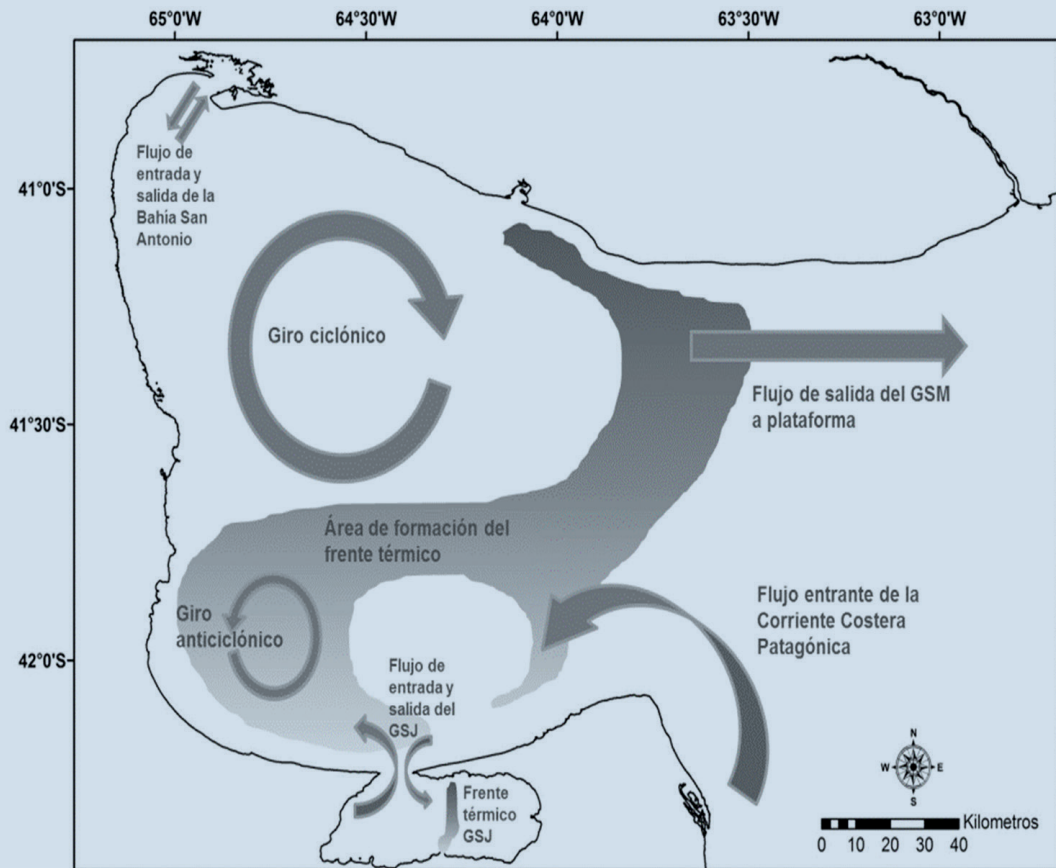 65°0'W 64°30'W 64°0'W 63°30'W 63°0'W
41°0'S
41°30'S
42°0'S
Flujo de
entrada y
salida de la
Bahía San
Antonio
Giro ciclónico
Flujo de salida del GSM
a plataforma
Área de formación del
frente térmico
Giro
anticiclónico
Flujo entrante de la
Corriente Costera
Patagónica
Flujo de
entrada y
salida del
GSJ
Frente
térmico
GSJ
N
W E
S
Kilometros
0 10 20 30 40